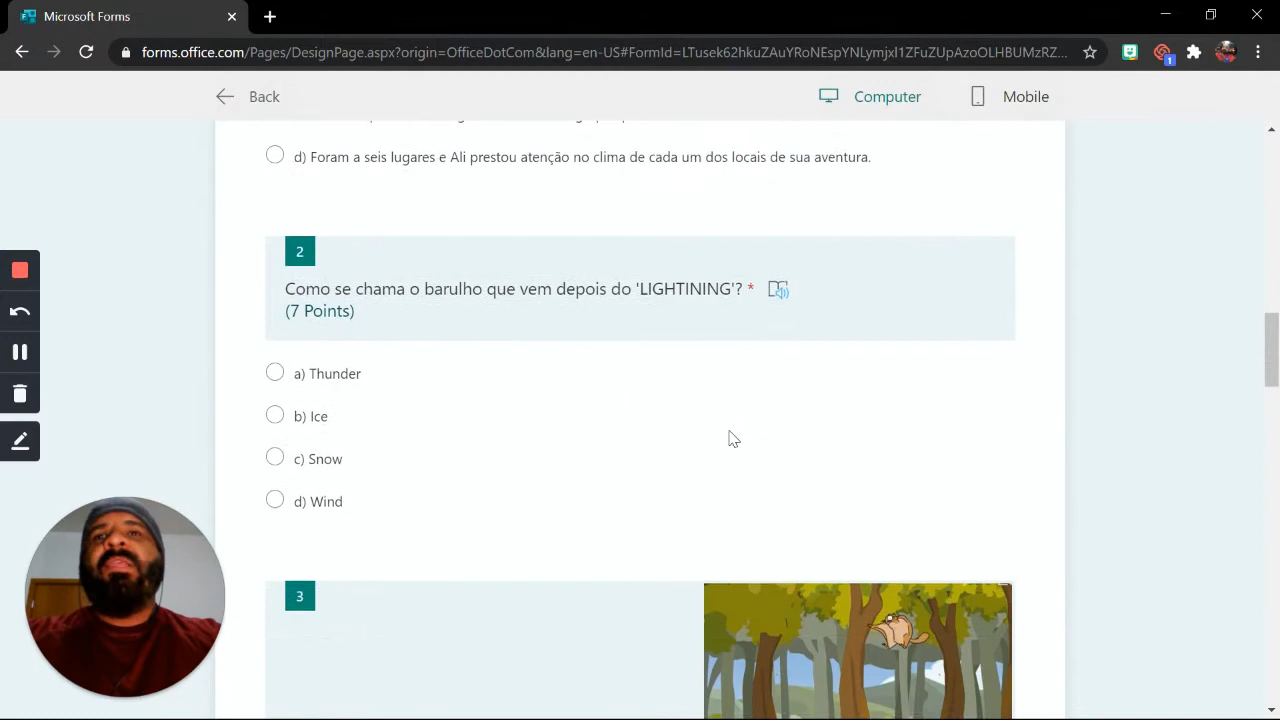 Microsoft Forms
forms.office.com/Pages/DesignPage.aspx?origin=OfficeDotCom&lang=en-US#FormId=LTusek62hkuZAuYRoNEspYNLymjxI1ZFuZUpAzoOLHBUMzRZ...
1
Back
Computer
Mobile
d) Foram a seis lugares e Ali prestou atenção no clima de cada um dos locais de sua aventura.
2
Como se chama o barulho que vem depois do 'LIGHTINING'? *
(7 Points)
a) Thunder
b) Ice
c) Snow
d) Wind
3